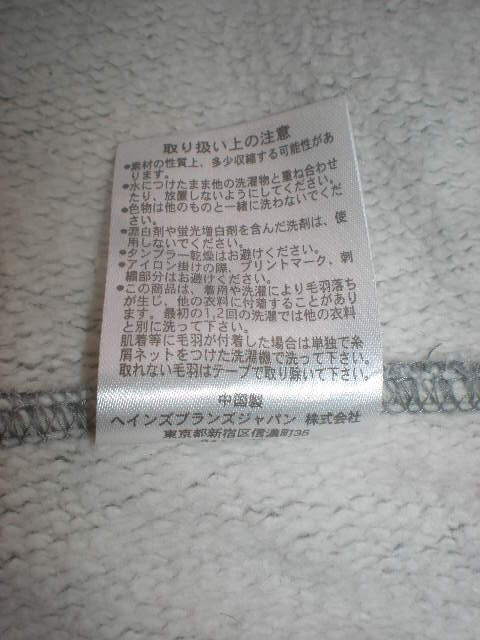 取り扱い上の注意
●素材の性質上、多少収縮する可能性があ
ります。
●水につけたまま他の洗濯物と重ね合わせ
たり、放置しないようにしてください。
●色物は他のものと一緒に洗わないでくだ
さい。
●漂白剤や蛍光増白剤を含んだ洗剤は、使
用しないでください。
●タンブラー乾燥はお避けください。
●アイロン掛けの際、プリントマーク、刺
繍部分はお避けください。
●この商品は、着用や洗濯により毛羽落ち
が生じ、他の衣料に付着することがあり
ます。最初の1,2回の洗濯では他の衣料
と別に洗って下さい。
肌着等に毛羽が付着した場合は単独で糸
屑ネットをつけた洗濯機で洗って下さい。
取れない毛羽はテープで取り除いて下さい。
中国製
ヘインズブランズジャパン 株式会社
東京都新宿区信濃町35